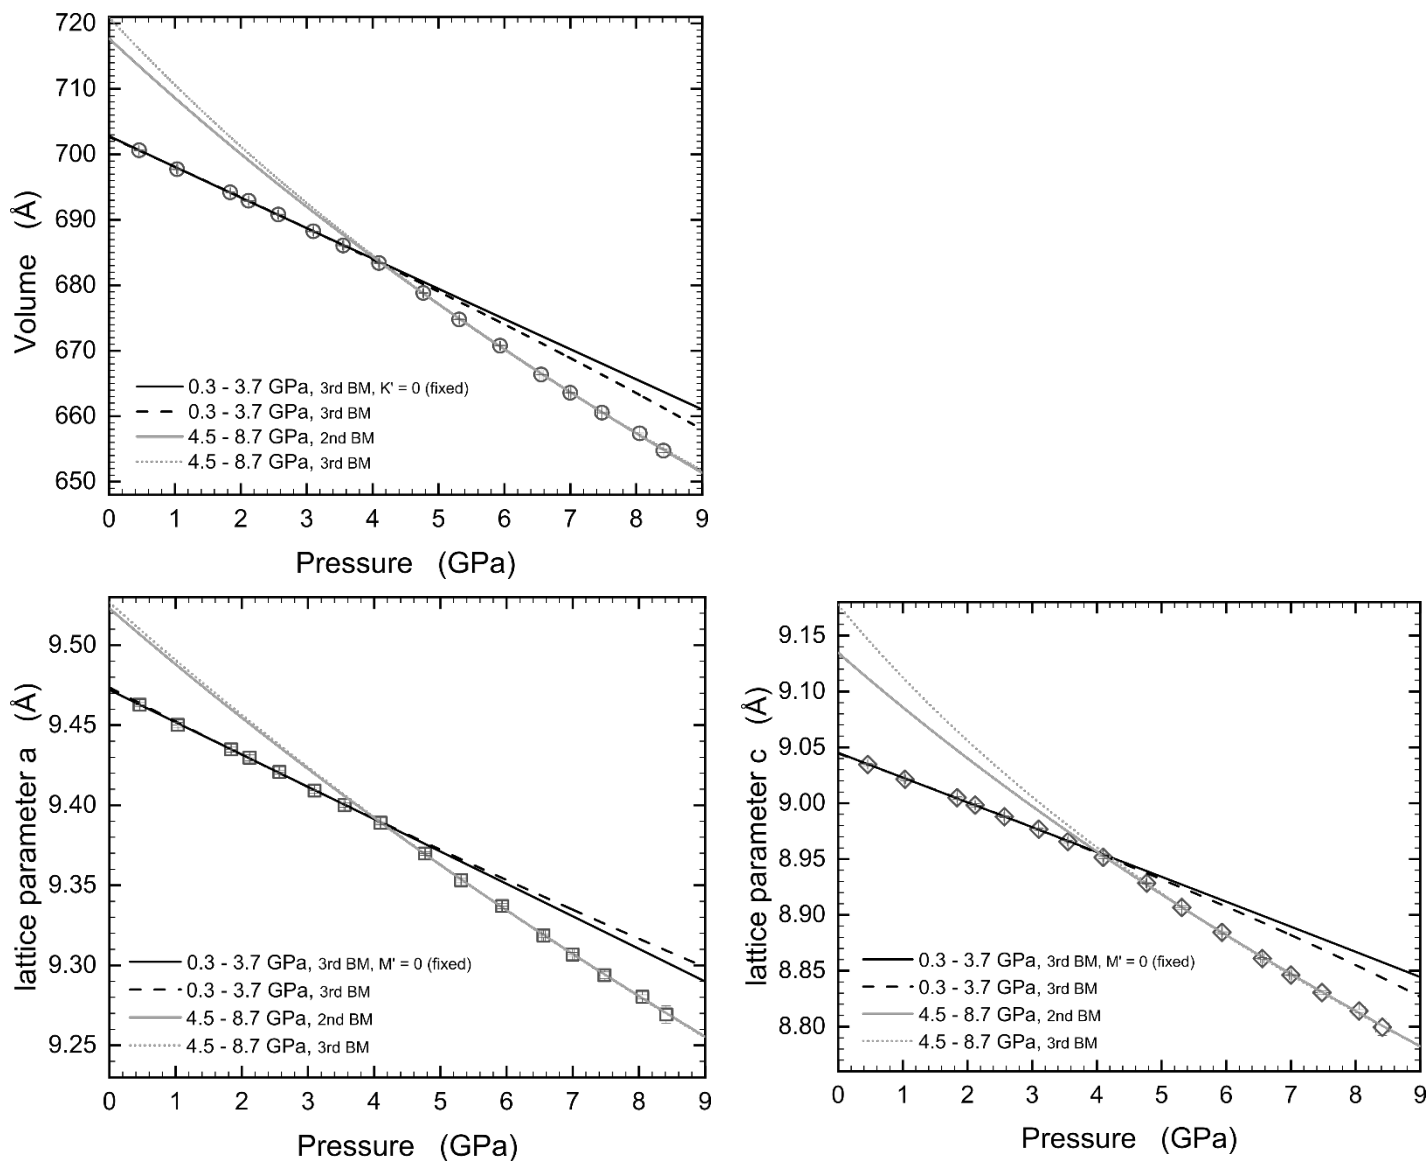 720
710
700
690
680
670
660
650
Volume (Å)
0.3 - 3.7 GPa, 3rd BM, K' = 0 (fixed)
0.3 - 3.7 GPa, 3rd BM
4.5 - 8.7 GPa, 2nd BM
4.5 - 8.7 GPa, 3rd BM
0 1 2 3 4 5 6 7 8 9
Pressure (GPa)
9.50
9.45
9.40
9.35
9.30
9.25
lattice parameter a (Å)
0.3 - 3.7 GPa, 3rd BM, M' = 0 (fixed)
0.3 - 3.7 GPa, 3rd BM
4.5 - 8.7 GPa, 2nd BM
4.5 - 8.7 GPa, 3rd BM
0 1 2 3 4 5 6 7 8 9
Pressure (GPa)
9.15
9.10
9.05
9.00
8.95
8.90
8.85
8.80
lattice parameter c (Å)
0.3 - 3.7 GPa, 3rd BM, M' = 0 (fixed)
0.3 - 3.7 GPa, 3rd BM
4.5 - 8.7 GPa, 2nd BM
4.5 - 8.7 GPa, 3rd BM
0 1 2 3 4 5 6 7 8 9
Pressure (GPa)